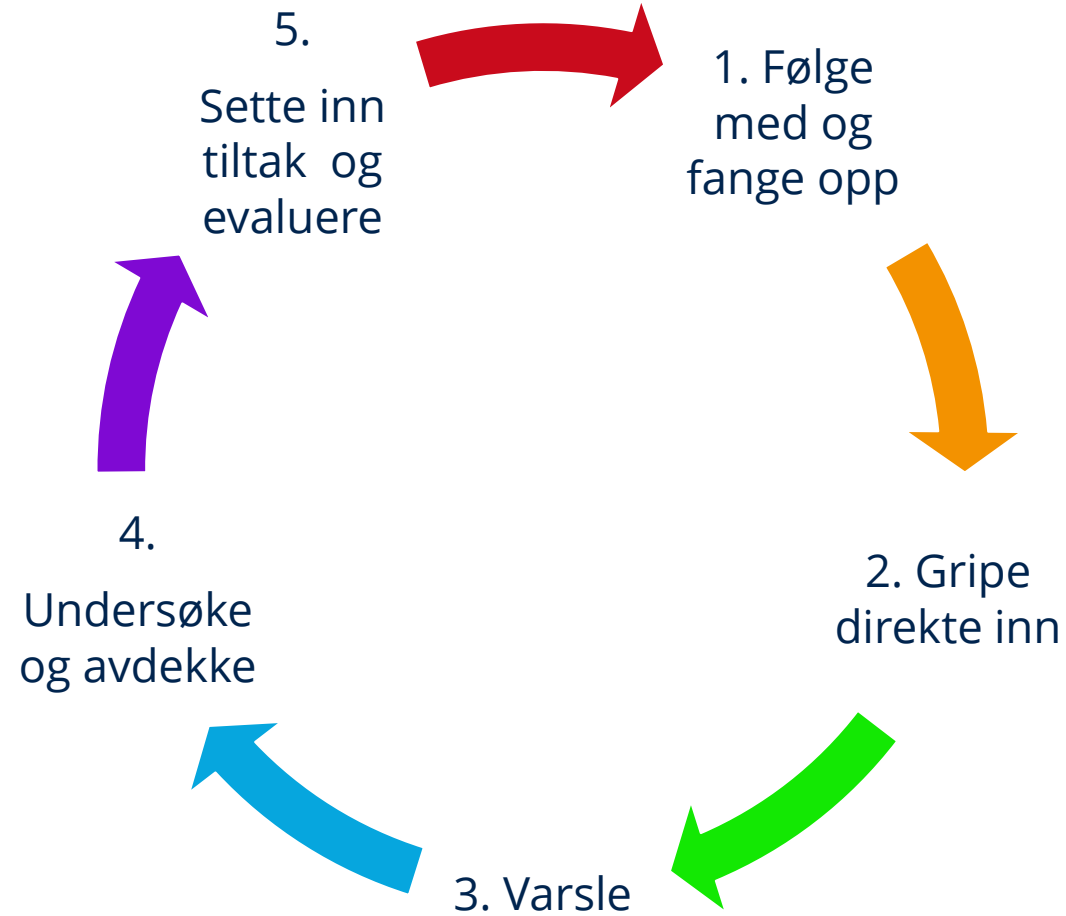 1. Følge
med og
fange opp
2. Gripe
direkte inn
3. Varsle
4.
Undersøke
og avdekke
5.
Sette inn
tiltak og
evaluere